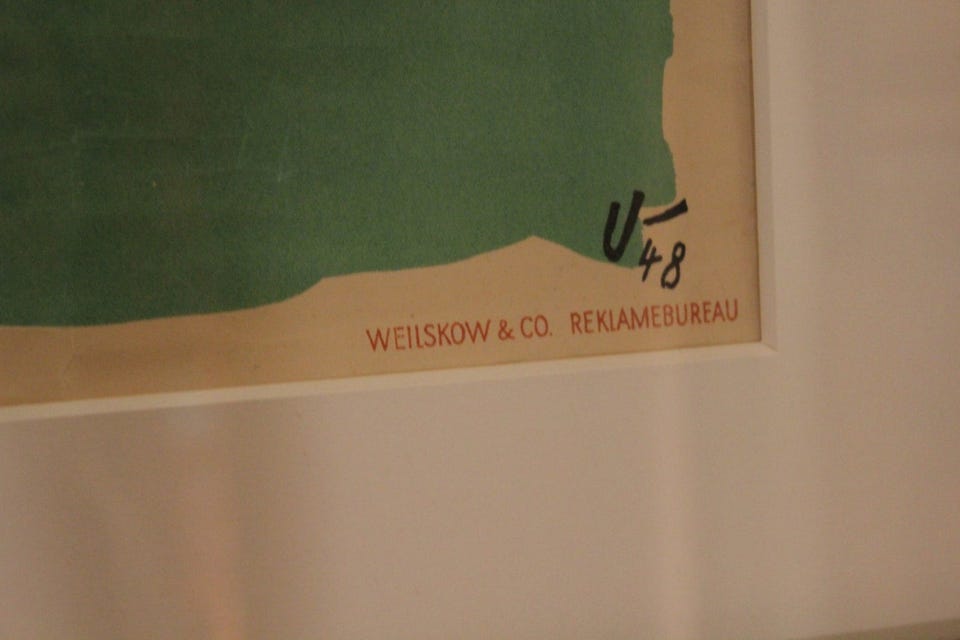 U-
48
WEILSKOW & CO. REKLAMEBUREAU